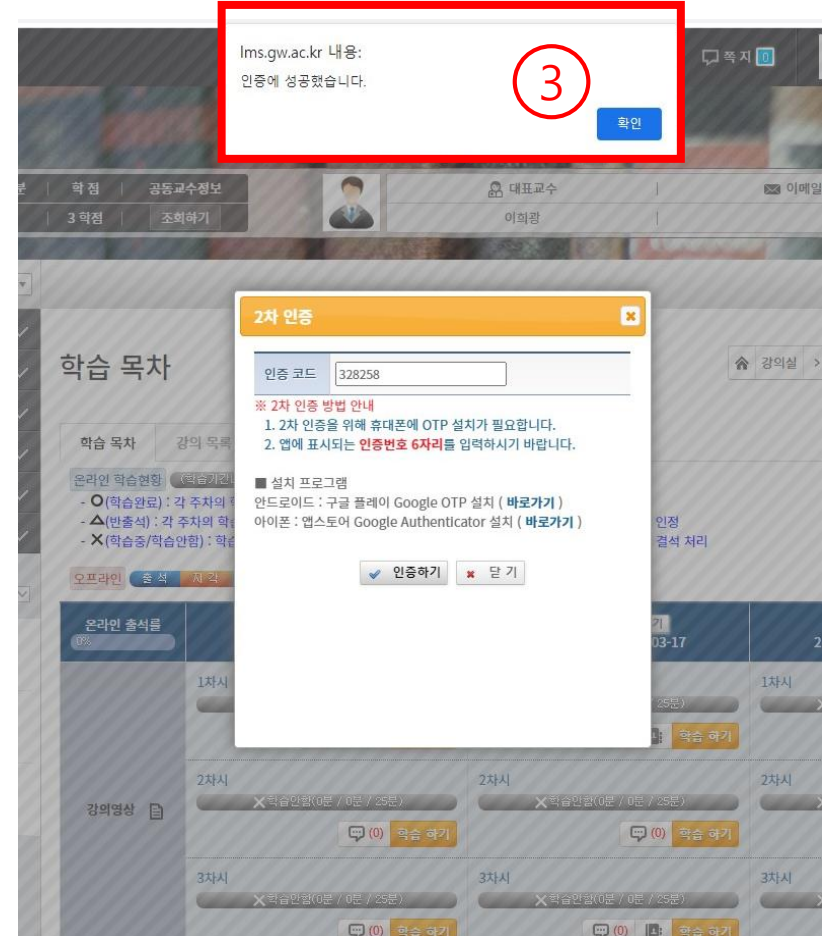 lms.gw.ac.kr 내용:
인증에 성공했습니다.
③
확인
쪽 지 0
학 점 공동교수정보
3 학점 조회하기
대표교수 이메일
이희광
2차 인증
학습 목차
강의실 >
인증 코드 328258
※ 2차 인증 방법 안내
1. 2차 인증을 위해 휴대폰에 OTP 설치가 필요합니다.
2. 앱에 표시되는 인증번호 6자리를 입력하시기 바랍니다.
■ 설치 프로그램
안드로이드 : 구글 플레이 Google OTP 설치 ( 바로가기 )
아이폰 : 앱스토어 Google Authenticator 설치 ( 바로가기 )
인증하기 닫 기
학습 목차 강의 목록
온라인 학습현황
- O(학습완료) : 각 주차의
- △(반출석) : 각 주차의
- X(학습중/학습안함) :
인정
결석 처리
오프라인 출 석 지 각
온라인 출석률
0%
03-17
강의영상
1차시 1차시
/ 25분)
학습 하기
2차시 2차시 2차시
학습안함(0분 / 0분 / 25분) 학습안함(0분 / 0분 / 25분)
(0) 학습 하기 (0) 학습 하기
3차시 3차시 3차시
학습안함(0분 / 0분 / 25분) 학습안함(0분 / 0분 / 25분)
(0) 학습 하기 (0) 학습 하기